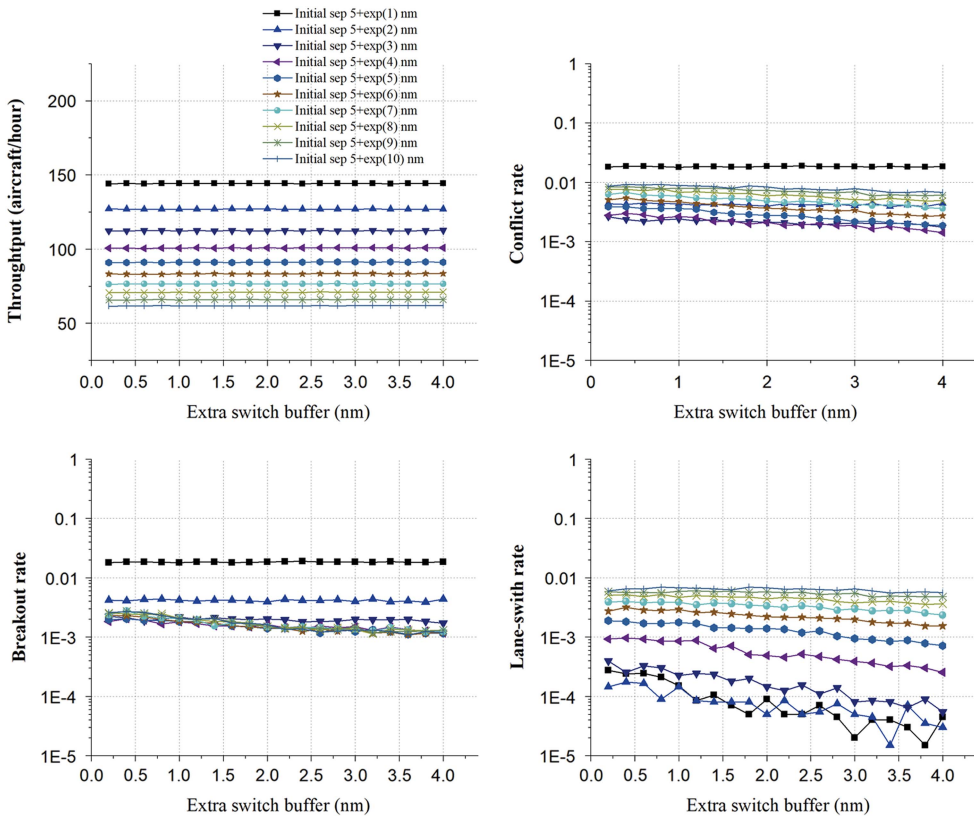 Initial sep 5+exp(1) nm
Initial sep 5+exp(2) nm
Initial sep 5+exp(3) nm
Initial sep 5+exp(4) nm
Initial sep 5+exp(5) nm
Initial sep 5+exp(6) nm
Initial sep 5+exp(7) nm
Initial sep 5+exp(8) nm
Initial sep 5+exp(9) nm
Initial sep 5+exp(10) nm
Throughtput (aircraft/hour)
200
150
100
50
0.0 0.5 1.0 1.5 2.0 2.5 3.0 3.5 4.0
Extra switch buffer (nm)
Conflict rate
1
0.1
0.01
1E-3
1E-4
1E-5
0 1 2 3 4
Extra switch buffer (nm)
Breakout rate
1
0.1
0.01
1E-3
1E-4
1E-5
0.0 0.5 1.0 1.5 2.0 2.5 3.0 3.5 4.0
Extra switch buffer (nm)
Lane-swith rate
1
0.1
0.01
1E-3
1E-4
1E-5
0.0 0.5 1.0 1.5 2.0 2.5 3.0 3.5 4.0
Extra switch buffer (nm)